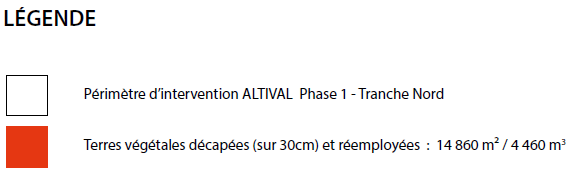 LÉGENDE
Périmètre d'intervention ALTIVAL Phase 1 - Tranche Nord
Terres végétales décapées (sur 30cm) et réemployées : 14 860 m² / 4 460 m³